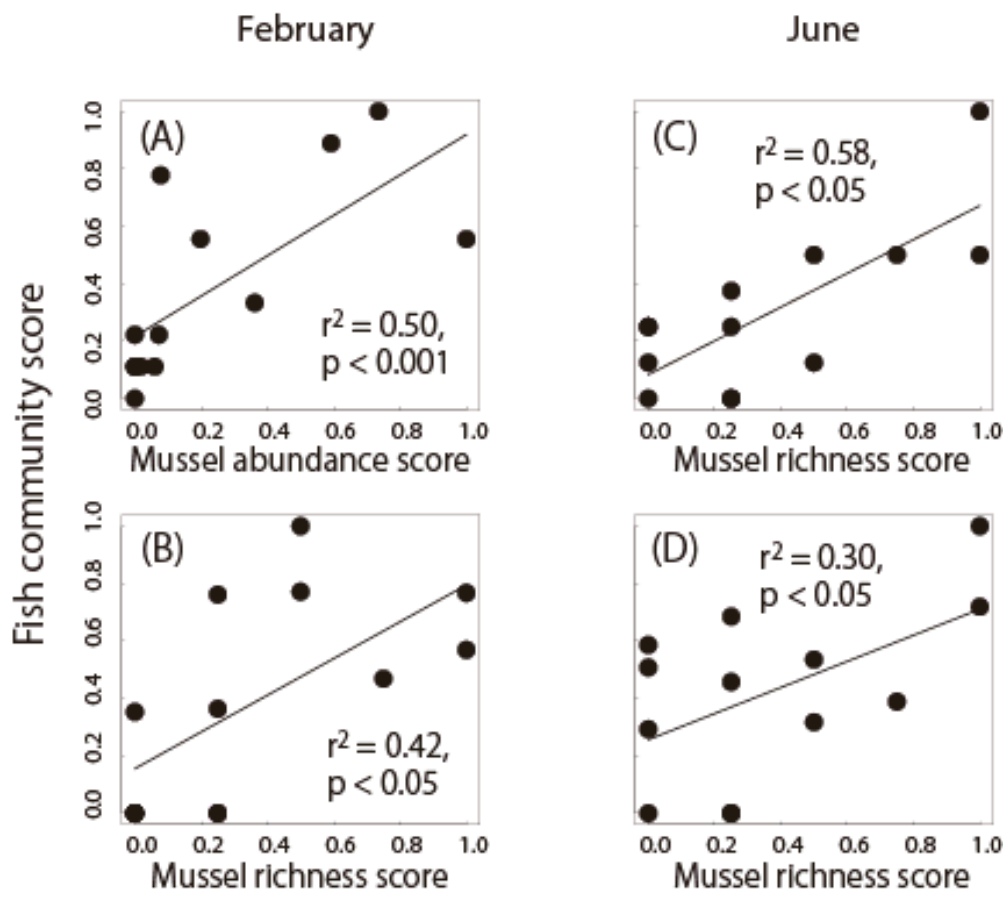 February
June
Fish community score
(A)
r² = 0.50,
p < 0.001
0.0 0.2 0.4 0.6 0.8 1.0
0.0 0.2 0.4 0.6 0.8 1.0
Mussel abundance score
(C)
r² = 0.58,
p < 0.05
0.0 0.2 0.4 0.6 0.8 1.0
Mussel richness score
(B)
r² = 0.42,
p < 0.05
0.0 0.2 0.4 0.6 0.8 1.0
0.0 0.2 0.4 0.6 0.8 1.0
Mussel richness score
(D)
r² = 0.30,
p < 0.05
0.0 0.2 0.4 0.6 0.8 1.0
Mussel richness score